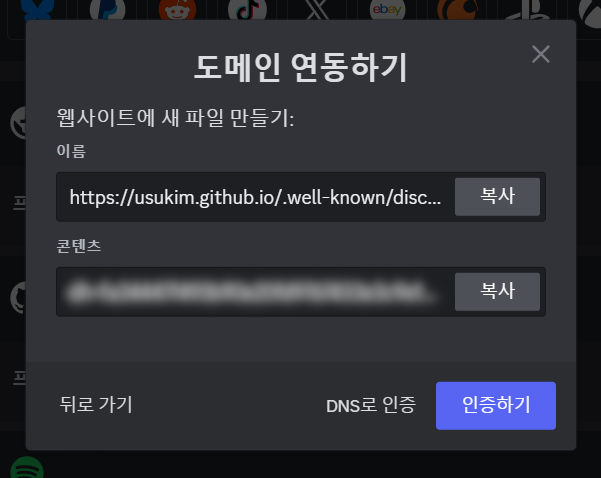 ebay
도메인 연동하기
웹사이트에 새 파일 만들기:
이름
https://usukim.github.io/.well-known/disc... 복사
콘텐츠
복사
프
프
뒤로 가기 DNS로 인증 인증하기